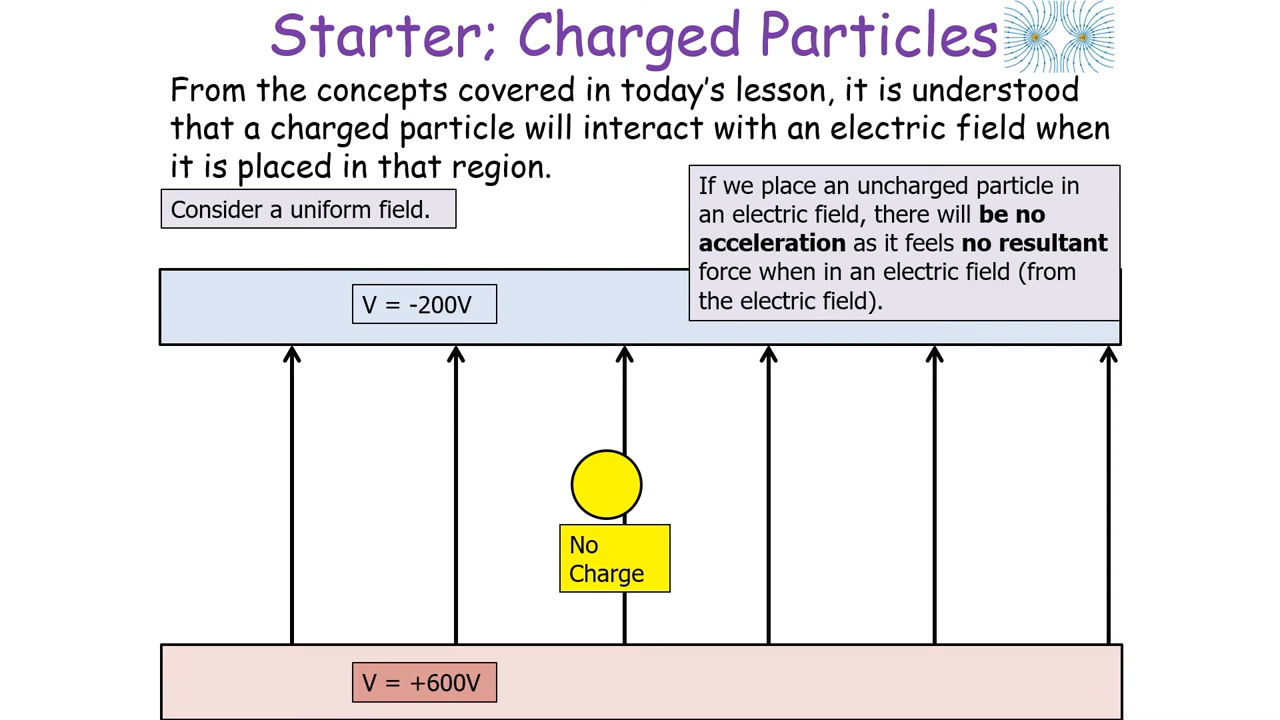 Starter; Charged Particles
From the concepts covered in today's lesson, it is understood
that a charged particle will interact with an electric field when
it is placed in that region.
Consider a uniform field.
If we place an uncharged particle in
an electric field, there will be no
acceleration as it feels no resultant
force when in an electric field (from
the electric field).
V = -200V
No
Charge
V = +600V